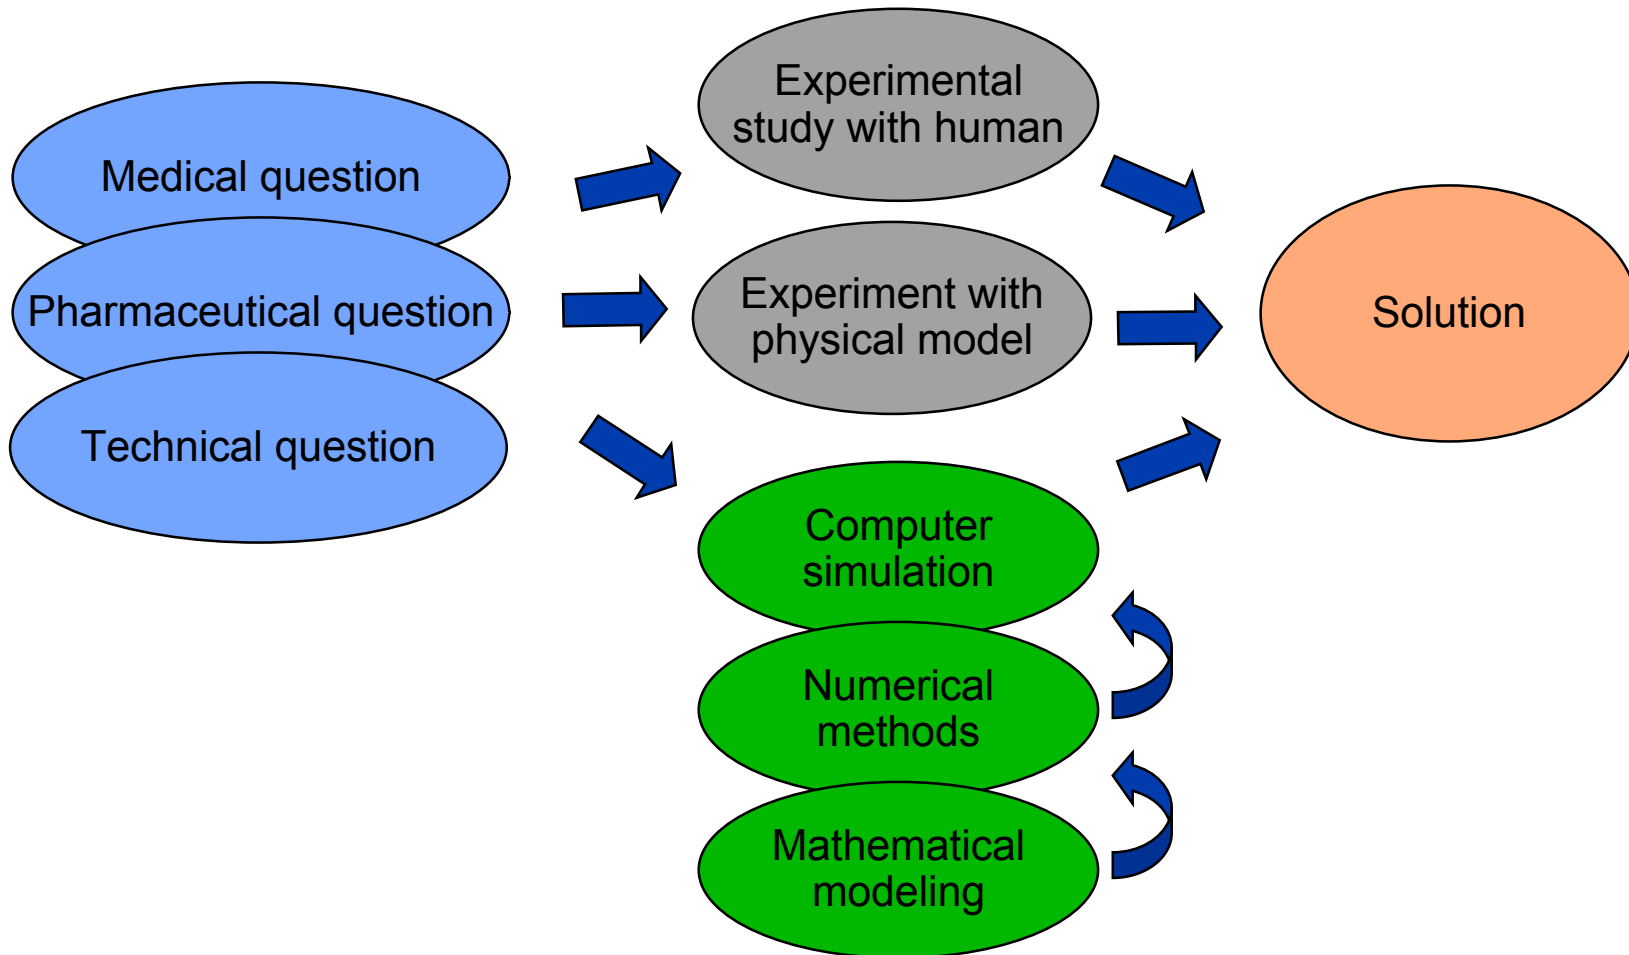 Medical question
Pharmaceutical question
Technical question
Experimental
study with human
Experiment with
physical model
Computer
simulation
Numerical
methods
Mathematical
modeling
Solution